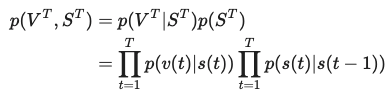 p(V^T, S^T) = p(V^T|S^T)p(S^T)
= ∏_{t=1}^{T} p(v(t)|s(t)) ∏_{t=1}^{T} p(s(t)|s(t − 1))